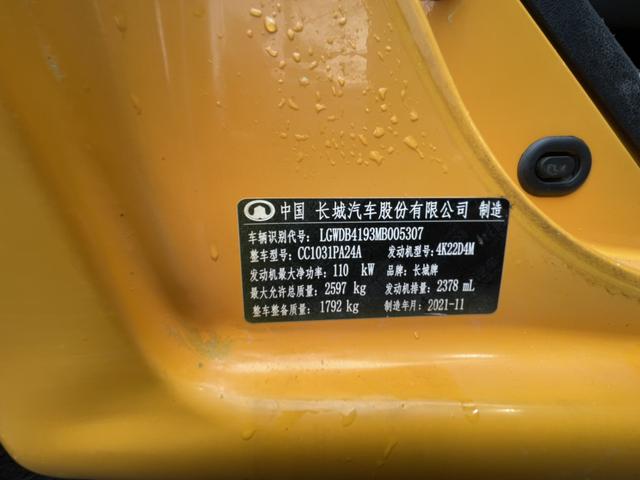 中国 长城汽车股份有限公司 制造
车辆识别代号: LGWDB4193MB005307
整车型号: CC1031PA24A 发动机型号: 4K22D4M
发动机最大净功率: 110 kW 品牌: 长城牌
最大允许总质量: 2597 kg 发动机排量: 2378 mL
整车整备质量: 1792 kg 制造年月: 2021-11